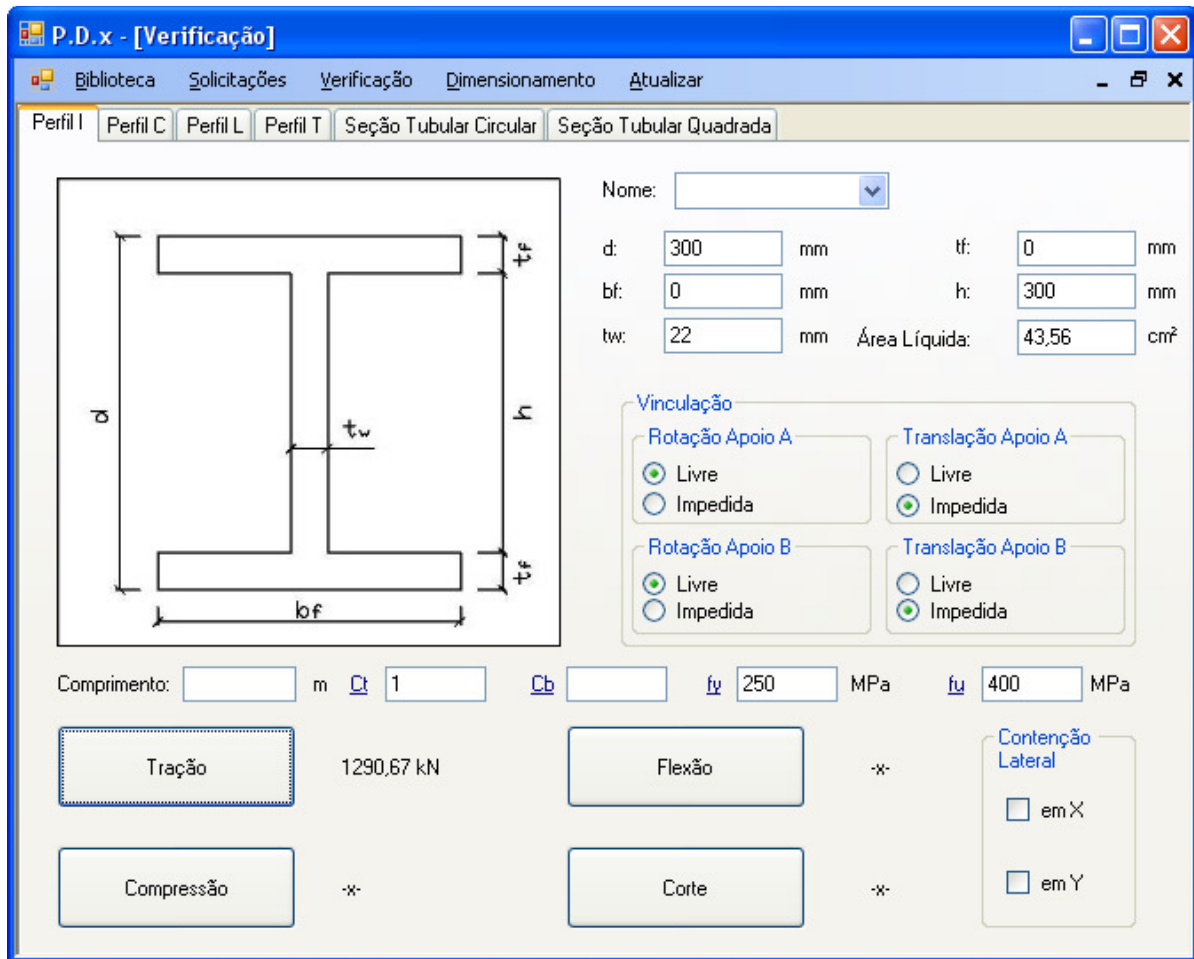 P.D.x - [Verificação]
Biblioteca Solicitações Verificação Dimensionamento Atualizar
Perfil I Perfil C Perfil L Perfil T Seção Tubular Circular Seção Tubular Quadrada
Nome:
d: 300 mm tf: 0 mm
bf: 0 mm h: 300 mm
tw: 22 mm Área Líquida: 43,56 cm²
tf
d
tw
h
tf
bf
Vinculação
Rotação Apoio A Translação Apoio A
Livre Livre
Impedida Impedida
Rotação Apoio B Translação Apoio B
Livre Livre
Impedida Impedida
Comprimento: m Ct 1 Cb fy 250 MPa fu 400 MPa
Tração 1290,67 kN Flexão -x-
Compressão -x- Corte -x-
Contenção
Lateral
em X
em Y